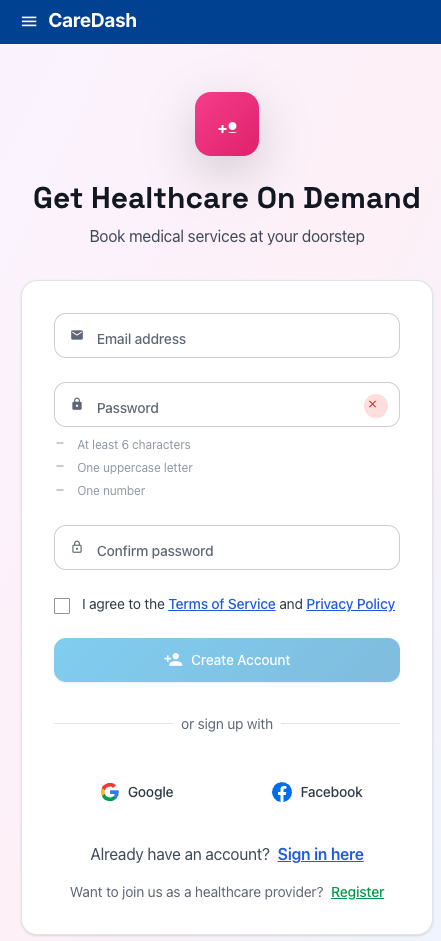 CareDash
Get Healthcare On Demand
Book medical services at your doorstep
Email address
Password
At least 6 characters
One uppercase letter
One number
Confirm password
I agree to the Terms of Service and Privacy Policy
Create Account
or sign up with
Google
Facebook
Already have an account? Sign in here
Want to join us as a healthcare provider? Register